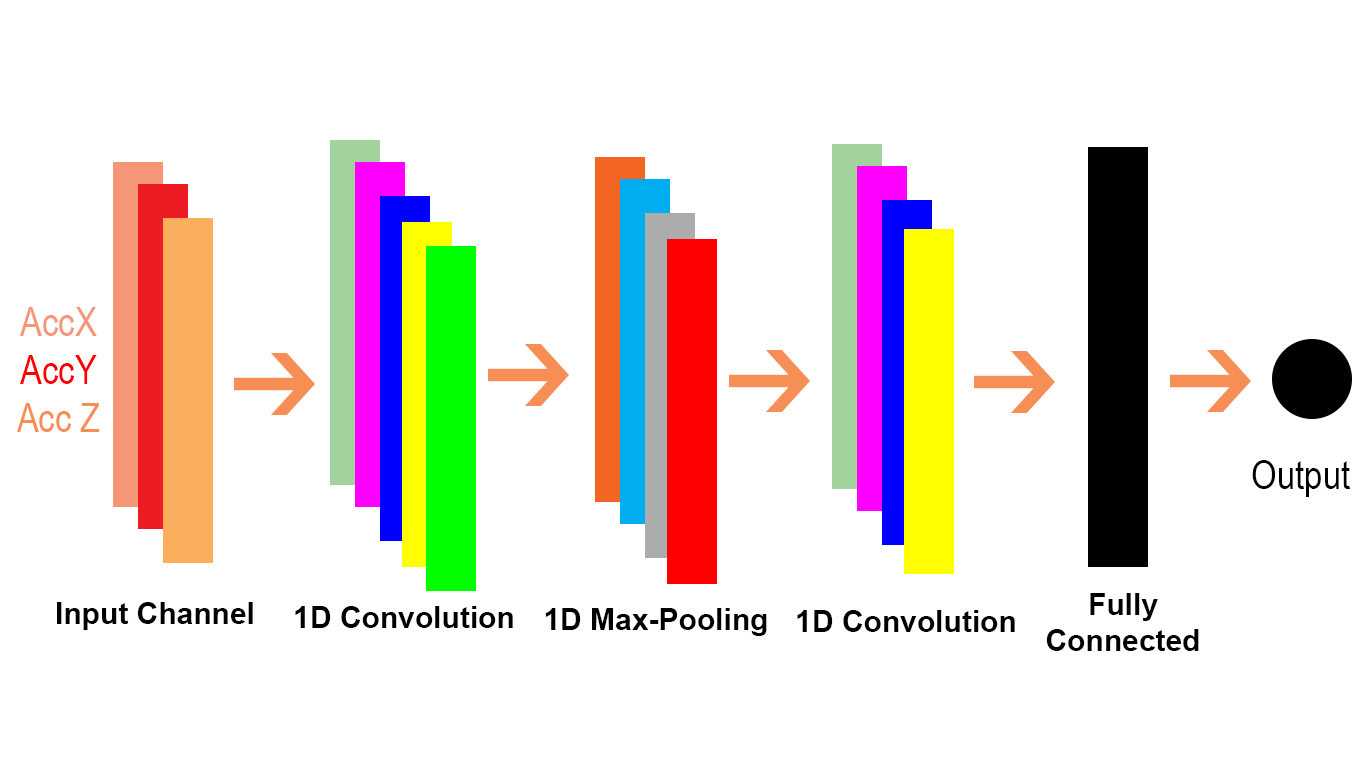 AccX
AccY
Acc Z
Input Channel
1D Convolution
1D Max-Pooling
1D Convolution
Fully
Connected
Output